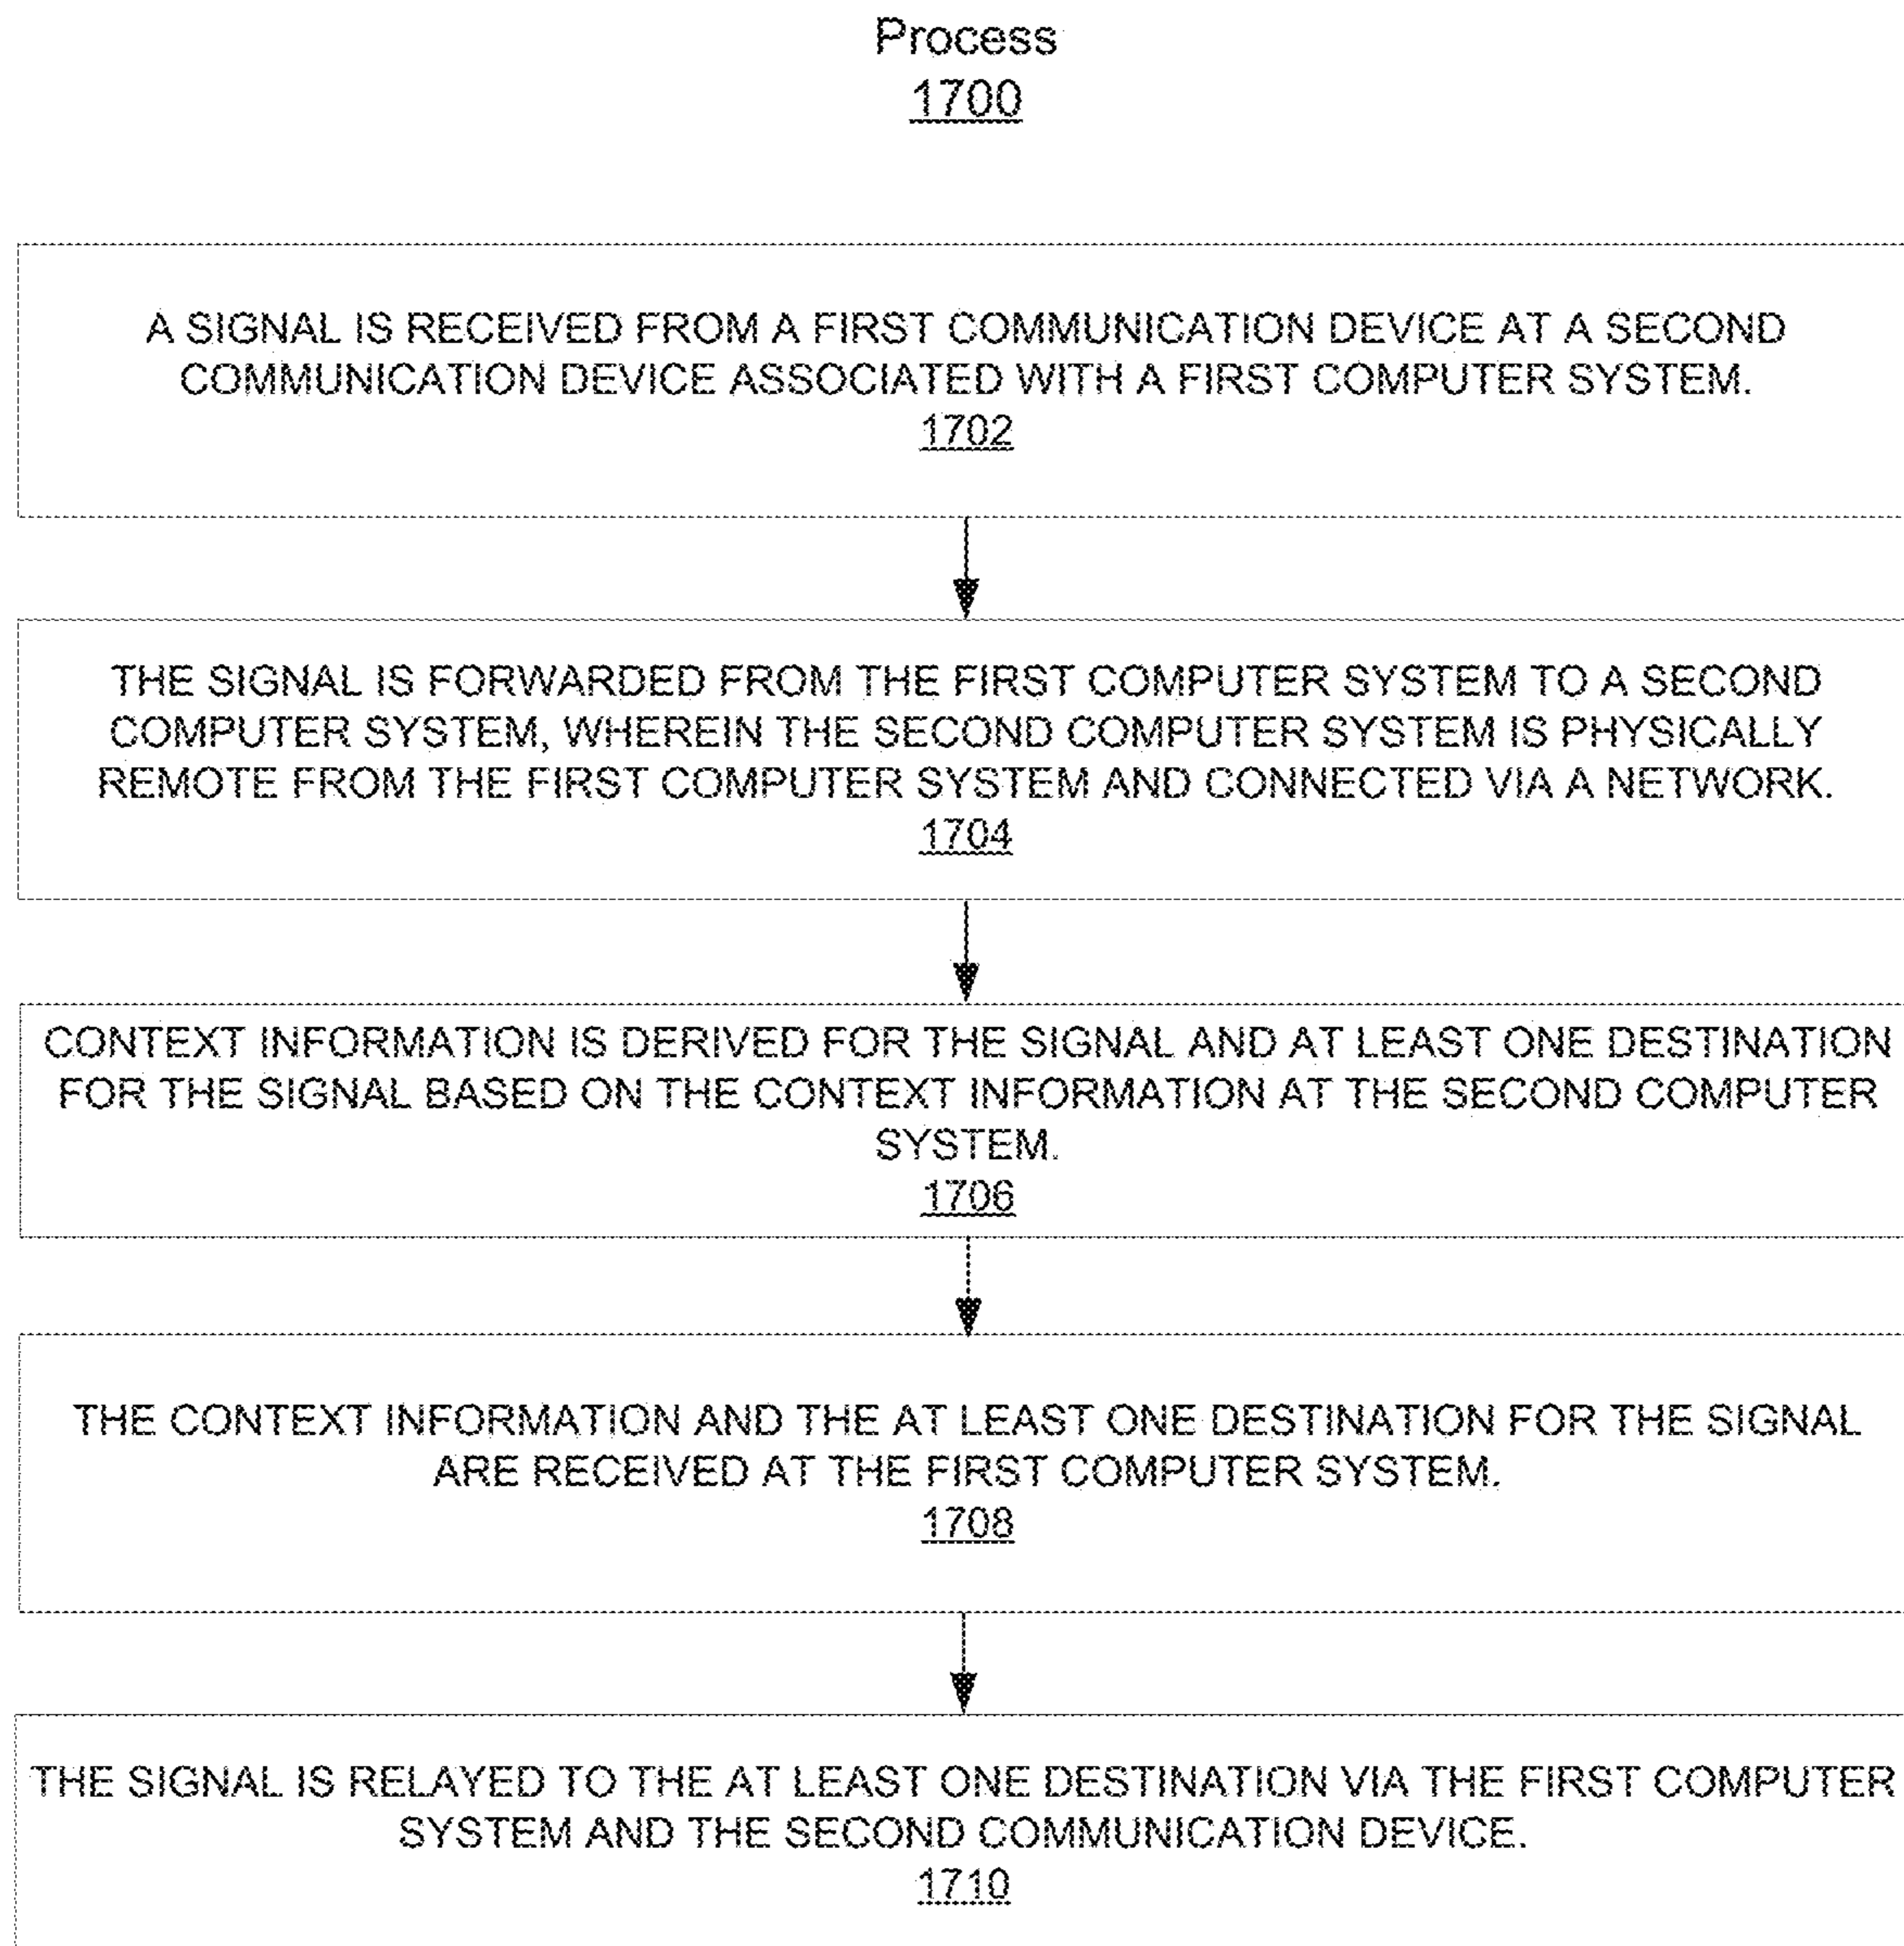 Process
1700
A SIGNAL IS RECEIVED FROM A FIRST COMMUNICATION DEVICE AT A SECOND
COMMUNICATION DEVICE ASSOCIATED WITH A FIRST COMPUTER SYSTEM.
1702
THE SIGNAL IS FORWARDED FROM THE FIRST COMPUTER SYSTEM TO A SECOND
COMPUTER SYSTEM, WHEREIN THE SECOND COMPUTER SYSTEM IS PHYSICALLY
REMOTE FROM THE FIRST COMPUTER SYSTEM AND CONNECTED VIA A NETWORK.
1704
CONTEXT INFORMATION IS DERIVED FOR THE SIGNAL AND AT LEAST ONE DESTINATION
FOR THE SIGNAL BASED ON THE CONTEXT INFORMATION AT THE SECOND COMPUTER
SYSTEM.
1706
THE CONTEXT INFORMATION AND THE AT LEAST ONE DESTINATION FOR THE SIGNAL
ARE RECEIVED AT THE FIRST COMPUTER SYSTEM.
1708
THE SIGNAL IS RELAYED TO THE AT LEAST ONE DESTINATION VIA THE FIRST COMPUTER
SYSTEM AND THE SECOND COMMUNICATION DEVICE.
1710